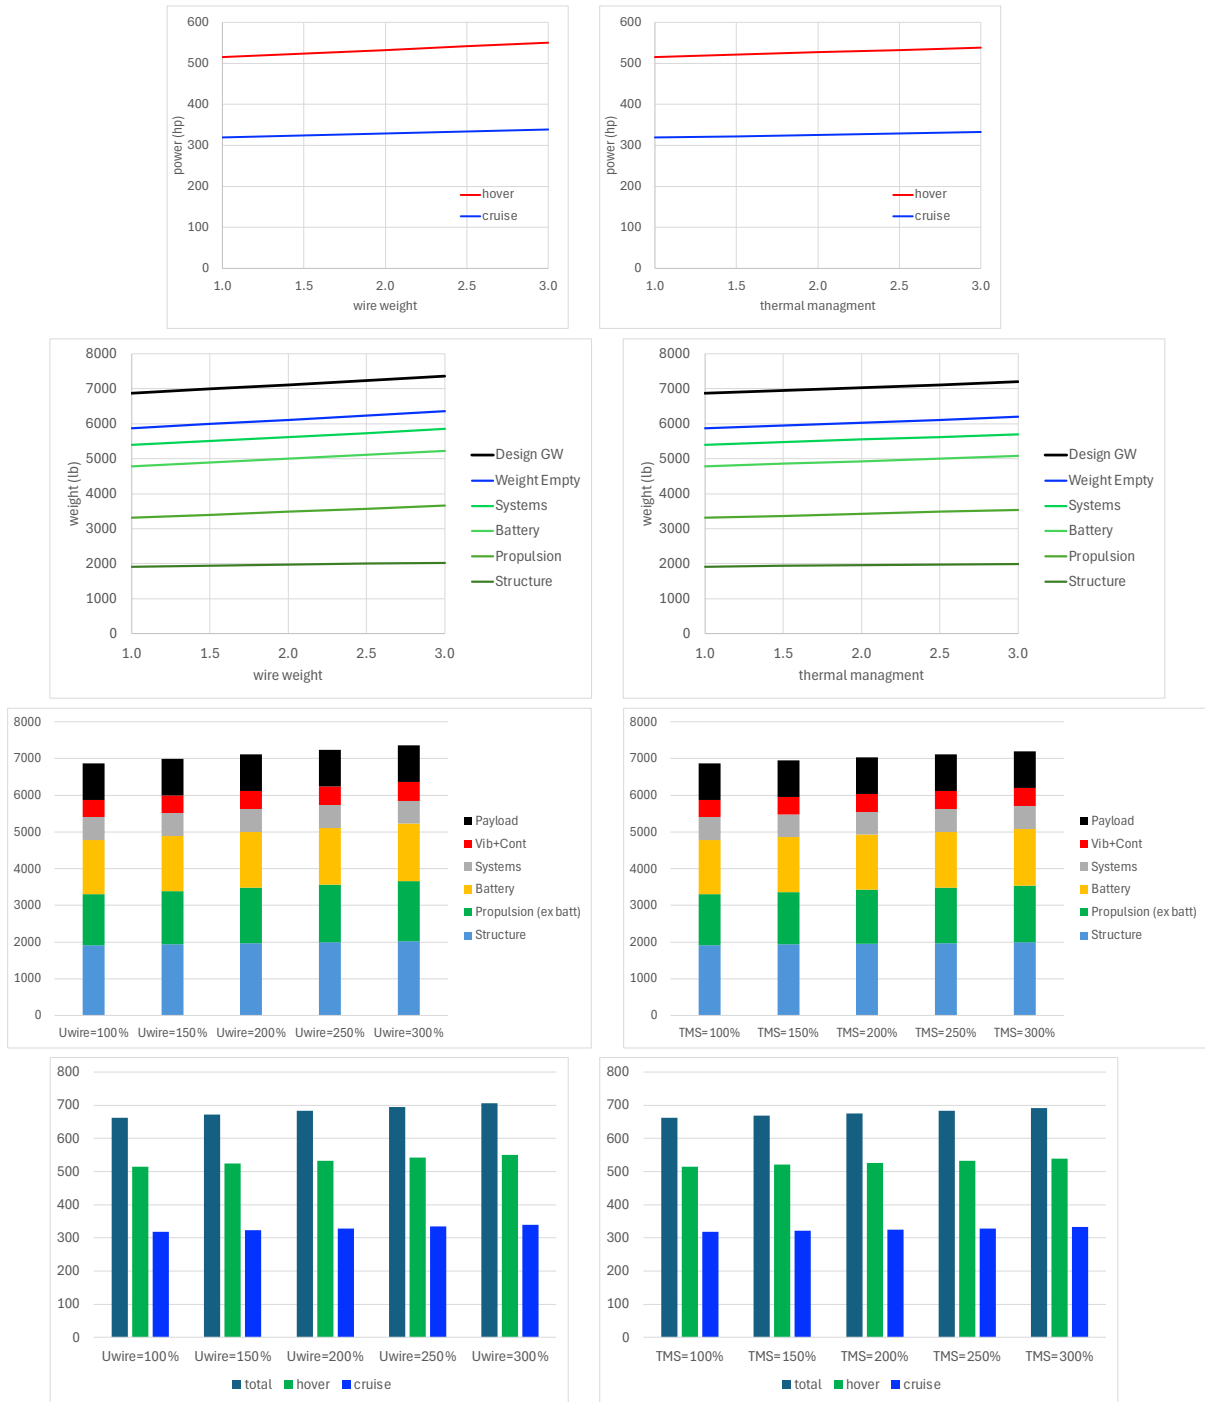 600
500
400
300
200
100
0
power (hp)
hover
cruise
1.0 1.5 2.0 2.5 3.0
wire weight
600
500
400
300
200
100
0
power (hp)
hover
cruise
1.0 1.5 2.0 2.5 3.0
thermal managment
8000
7000
6000
5000
4000
3000
2000
1000
0
weight (lb)
Design GW
Weight Empty
Systems
Battery
Propulsion
Structure
1.0 1.5 2.0 2.5 3.0
wire weight
8000
7000
6000
5000
4000
3000
2000
1000
0
weight (lb)
Design GW
Weight Empty
Systems
Battery
Propulsion
Structure
1.0 1.5 2.0 2.5 3.0
thermal managment
8000
7000
6000
5000
4000
3000
2000
1000
0
Payload
Vib+Cont
Systems
Battery
Propulsion (ex batt)
Structure
Uwire=100% Uwire=150% Uwire=200% Uwire=250% Uwire=300%
8000
7000
6000
5000
4000
3000
2000
1000
0
Payload
Vib+Cont
Systems
Battery
Propulsion (ex batt)
Structure
TMS=100% TMS=150% TMS=200% TMS=250% TMS=300%
800
700
600
500
400
300
200
100
0
Uwire=100% Uwire=150% Uwire=200% Uwire=250% Uwire=300%
total hover cruise
800
700
600
500
400
300
200
100
0
TMS=100% TMS=150% TMS=200% TMS=250% TMS=300%
total hover cruise